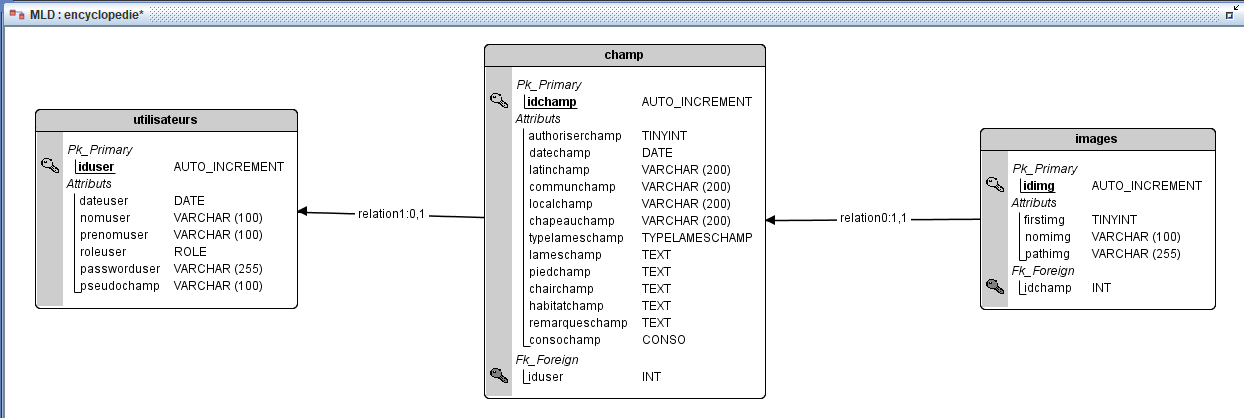 MLD : encyclopedie*
utilisateurs
Pk_Primary
iduser AUTO_INCREMENT
Attributs
dateuser DATE
nomuser VARCHAR (100)
prenomuser VARCHAR (100)
roleuser ROLE
passworduser VARCHAR (255)
pseudochamp VARCHAR (100)
relation1:0,1
champ
Pk_Primary
idchamp AUTO_INCREMENT
Attributs
authoriserchamp TINYINT
datechamp DATE
latinchamp VARCHAR (200)
communchamp VARCHAR (200)
localchamp VARCHAR (200)
chapeauchamp VARCHAR (200)
typelameschamp TYPELAMESCHAMP
lameschamp TEXT
piedchamp TEXT
chairchamp TEXT
habitatchamp TEXT
remarqueschamp TEXT
consochamp CONSO
Fk_Foreign
iduser INT
relation0:1,1
images
Pk_Primary
idimg AUTO_INCREMENT
Attributs
firstimg TINYINT
nomimg VARCHAR (100)
pathimg VARCHAR (255)
Fk_Foreign
idchamp INT